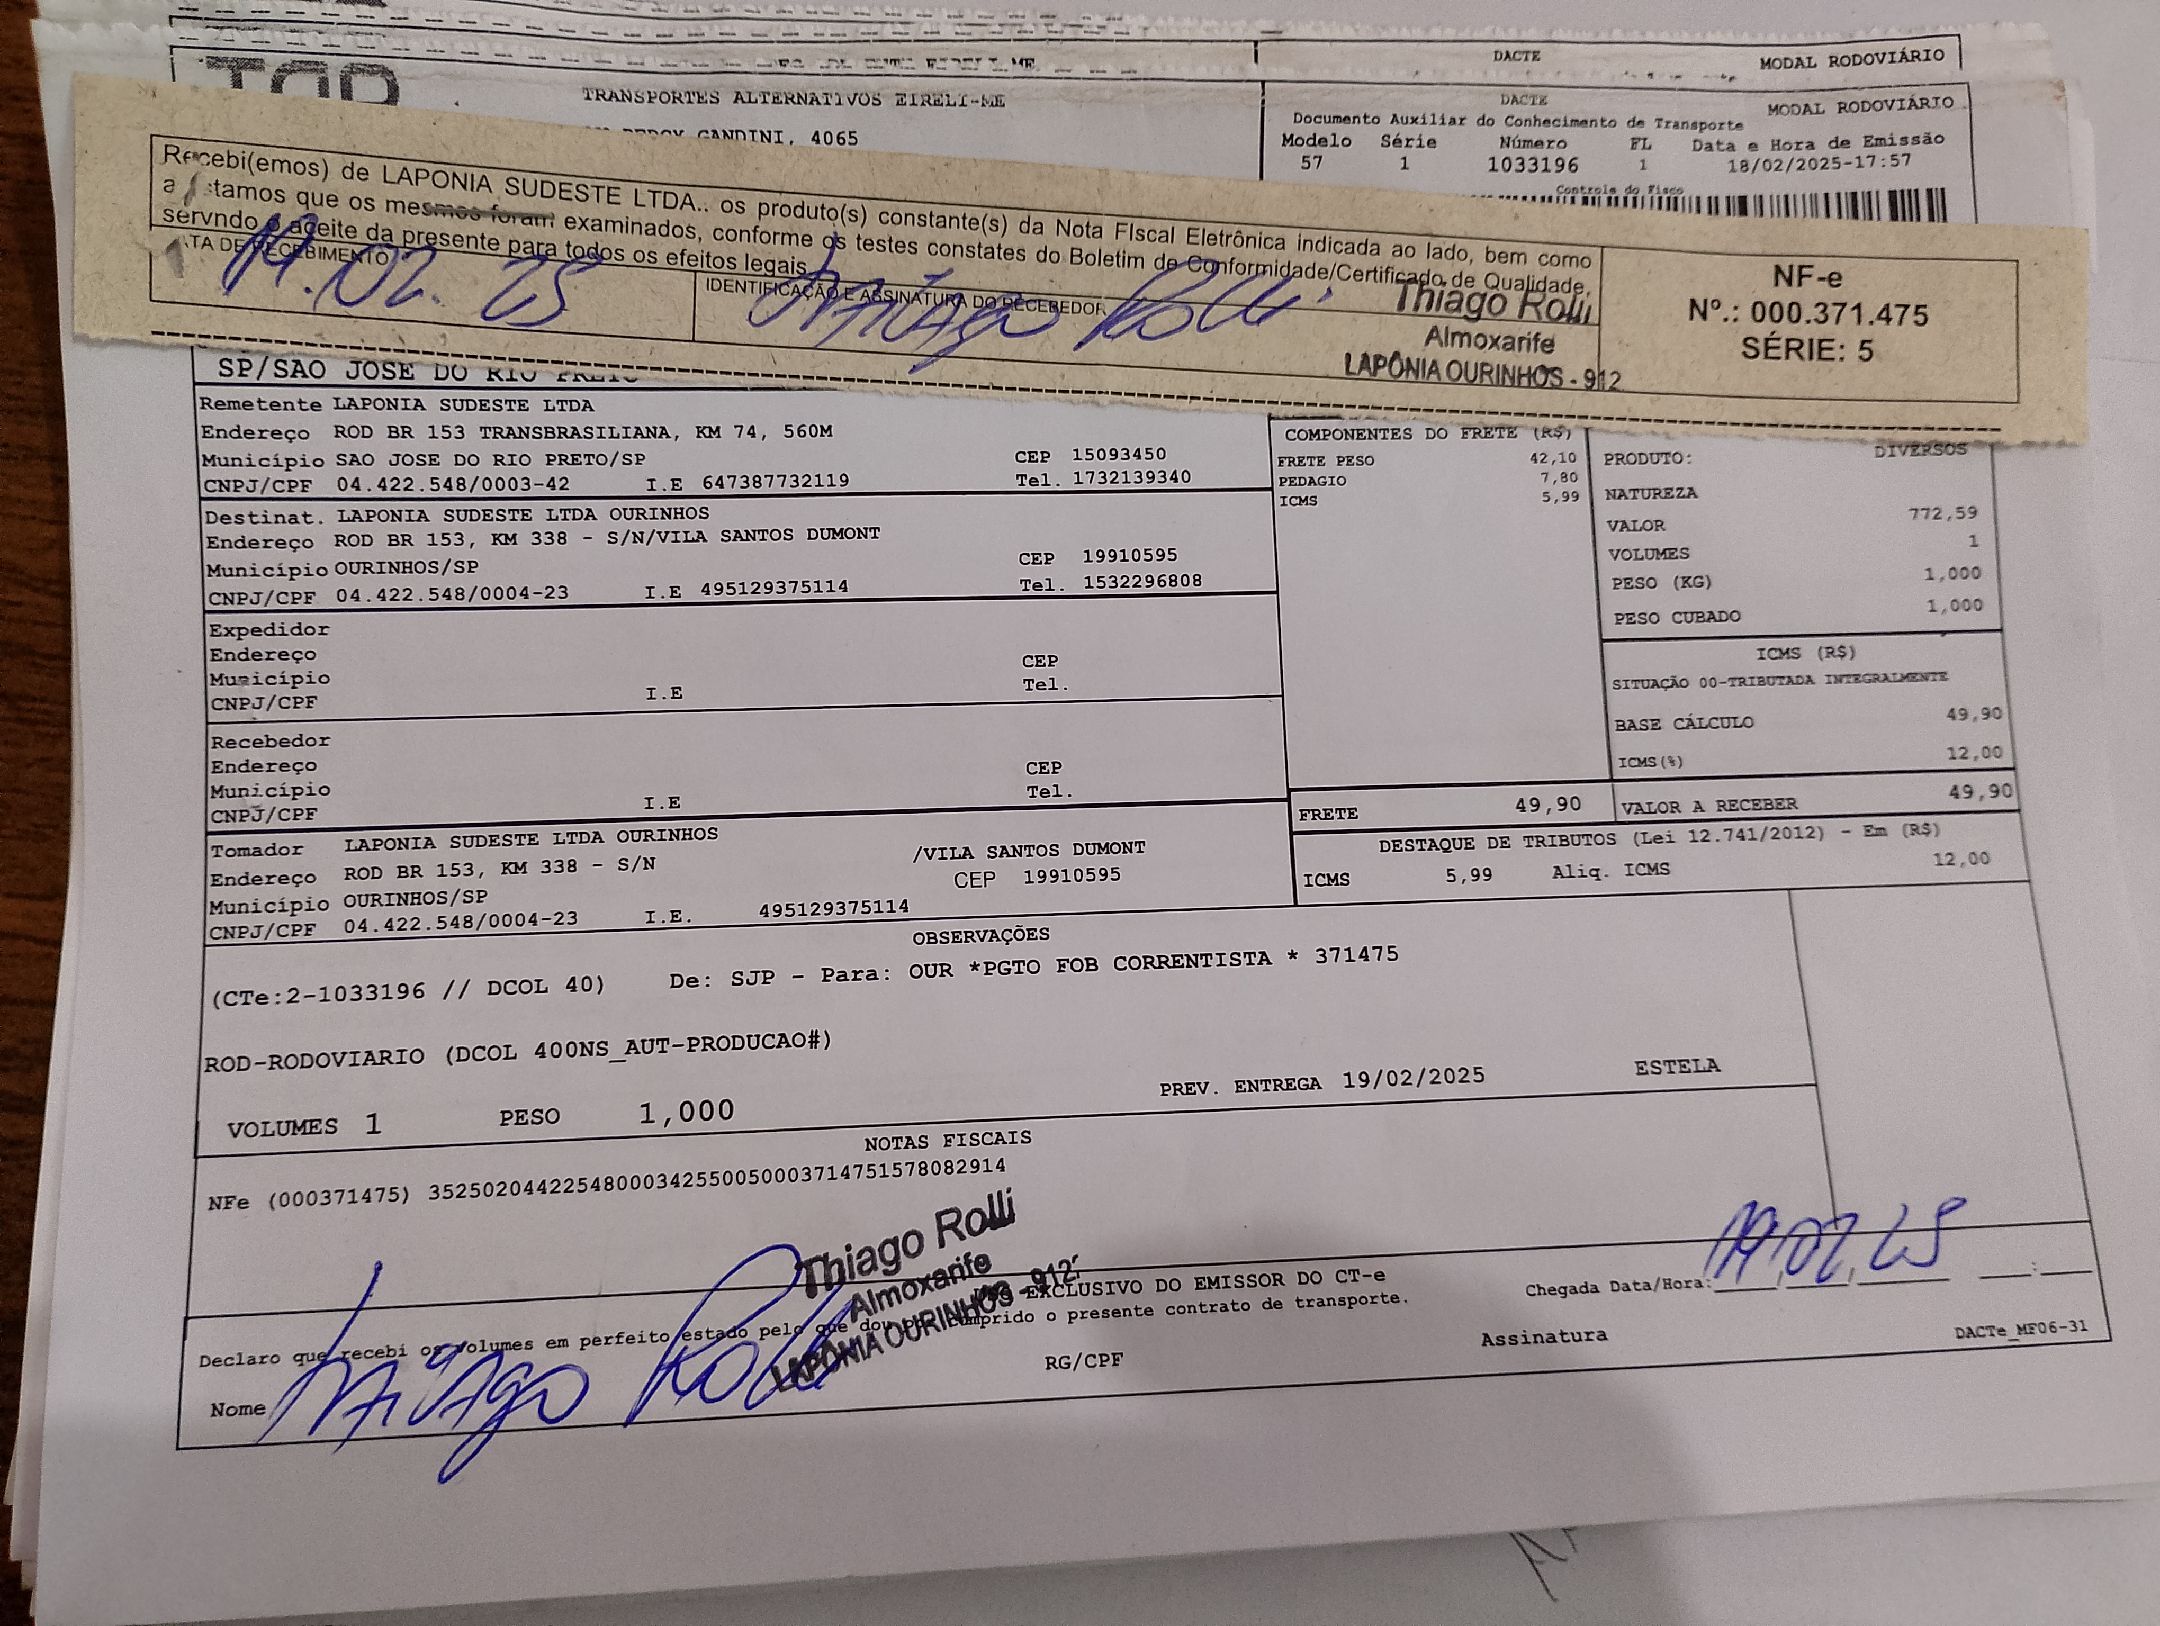 DACTE MODAL RODOVIÁRIO
TRANSPORTES ALTERNATIVOS EIRELI-ME
GANDINI, 4065
DACTE MODAL RODOVIÁRIO
Documento Auxiliar do Conhecimento de Transporte
Modelo Série Número FL Data e Hora de Emissão
57 1 1033196 1 18/02/2025-17:57
Controle do Fisco
Recebi(emos) de LAPONIA SUDESTE LTDA.. os produto(s) constante(s) da Nota FIscal Eletrônica indicada ao lado, bem como
a stamos que os mesmos foram examinados, conforme os testes constates do Boletim de Conformidade/Certificado de Qualidade,
servndo o aceite da presente para todos os efeitos legais.
ATA DE RECEBIMENTO
19.02.25
IDENTIFICAÇÃO E ASSINATURA DO RECEBEDOR
Thiago Rolli
Thiago Rolli
Almoxarife
LAPÔNIA OURINHOS - 912
NF-e
Nº.: 000.371.475
SÉRIE: 5
SP/SAO JOSE DO RIO PRETO
Remetente LAPONIA SUDESTE LTDA
Endereço ROD BR 153 TRANSBRASILIANA, KM 74, 560M
Município SAO JOSE DO RIO PRETO/SP CEP 15093450
CNPJ/CPF 04.422.548/0003-42 I.E 647387732119 Tel. 1732139340
Destinat. LAPONIA SUDESTE LTDA OURINHOS
Endereço ROD BR 153, KM 338 - S/N/VILA SANTOS DUMONT
Município OURINHOS/SP CEP 19910595
CNPJ/CPF 04.422.548/0004-23 I.E 495129375114 Tel. 1532296808
Expedidor
Endereço
Município CEP
CNPJ/CPF I.E Tel.
Recebedor
Endereço
Município CEP
CNPJ/CPF I.E Tel.
Tomador LAPONIA SUDESTE LTDA OURINHOS
Endereço ROD BR 153, KM 338 - S/N /VILA SANTOS DUMONT
Município OURINHOS/SP CEP 19910595
CNPJ/CPF 04.422.548/0004-23 I.E. 495129375114
COMPONENTES DO FRETE (R$)
FRETE PESO 42,10
PEDAGIO 7,80
ICMS 5,99
PRODUTO: DIVERSOS
NATUREZA
VALOR 772,59
VOLUMES 1
PESO (KG) 1,000
PESO CUBADO 1,000
ICMS (R$)
SITUAÇÃO 00-TRIBUTADA INTEGRALMENTE
BASE CÁLCULO 49,90
ICMS(%) 12,00
FRETE 49,90 VALOR A RECEBER 49,90
DESTAQUE DE TRIBUTOS (Lei 12.741/2012) - Em (R$)
ICMS 5,99 Aliq. ICMS 12,00
OBSERVAÇÕES
(CTe:2-1033196 // DCOL 40) De: SJP - Para: OUR *PGTO FOB CORRENTISTA * 371475
ROD-RODOVIARIO (DCOL 400NS_AUT-PRODUCAO#)
VOLUMES 1 PESO 1,000 PREV. ENTREGA 19/02/2025 ESTELA
NOTAS FISCAIS
NFe (000371475) 35250204422548000342550050003714751578082914
Thiago Rolli
Almoxarife
LAPÔNIA OURINHOS - 912
EXCLUSIVO DO EMISSOR DO CT-e
Declaro que recebi os volumes em perfeito estado pelo que dou por cumprido o presente contrato de transporte.
Chegada Data/Hora: 19,02,25
Nome Thiago Rolli RG/CPF Assinatura
DACTe_MF06-31